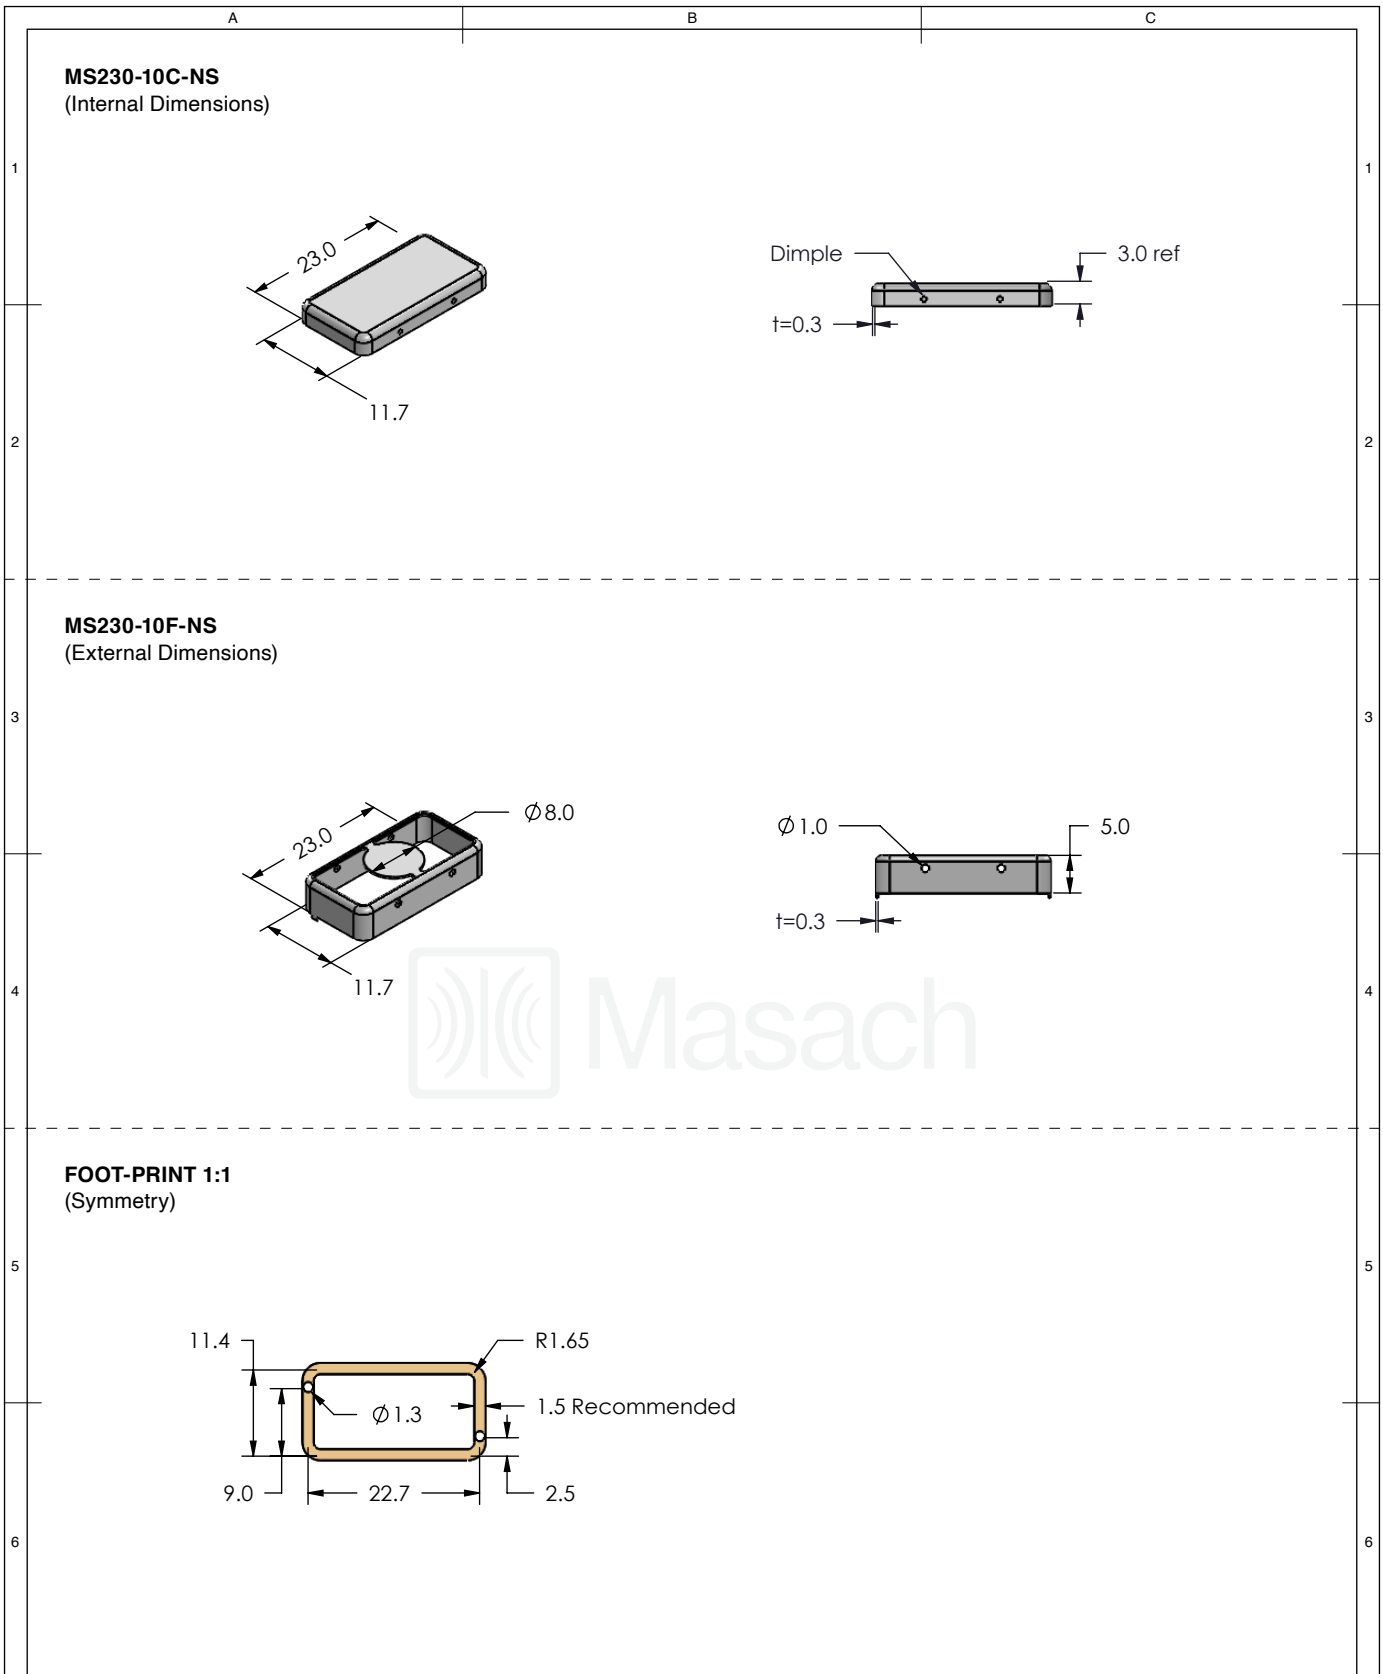 A B C
MS230-10C-NS
(Internal Dimensions)
1 1
23.0
11.7
Dimple
3.0 ref
t=0.3
2 2
MS230-10F-NS
(External Dimensions)
3 3
23.0
Ø8.0
11.7
Ø1.0
5.0
t=0.3
4 4
Masach
FOOT-PRINT 1:1
(Symmetry)
5 5
11.4
R1.65
Ø1.3
1.5 Recommended
9.0
22.7
2.5
6 6